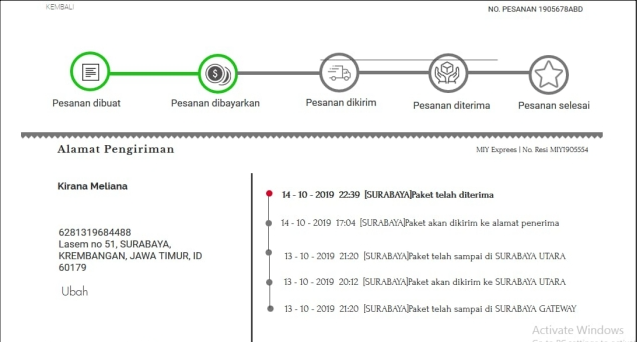 KEMBALI
NO. PESANAN 1905678ABD
Pesanan dibuat
Pesanan dibayarkan
Pesanan dikirim
Pesanan diterima
Pesanan selesai
Alamat Pengiriman
MIY Exprees | No. Resi MIY1905554
Kirana Meliana
6281319684488
Lasem no 51, SURABAYA,
KREMBANGAN, JAWA TIMUR, ID
60179
Ubah
14 - 10 - 2019 22:39 [SURABAYA]Paket telah diterima
14 - 10 - 2019 17:04 [SURABAYA]Paket akan dikirim ke alamat penerima
13 - 10 - 2019 21:20 [SURABAYA]Paket telah sampai di SURABAYA UTARA
13 - 10 - 2019 20:12 [SURABAYA]Paket akan dikirim ke SURABAYA UTARA
13 - 10 - 2019 21:20 [SURABAYA]Paket telah sampai di SURABAYA GATEWAY
Activate Windows